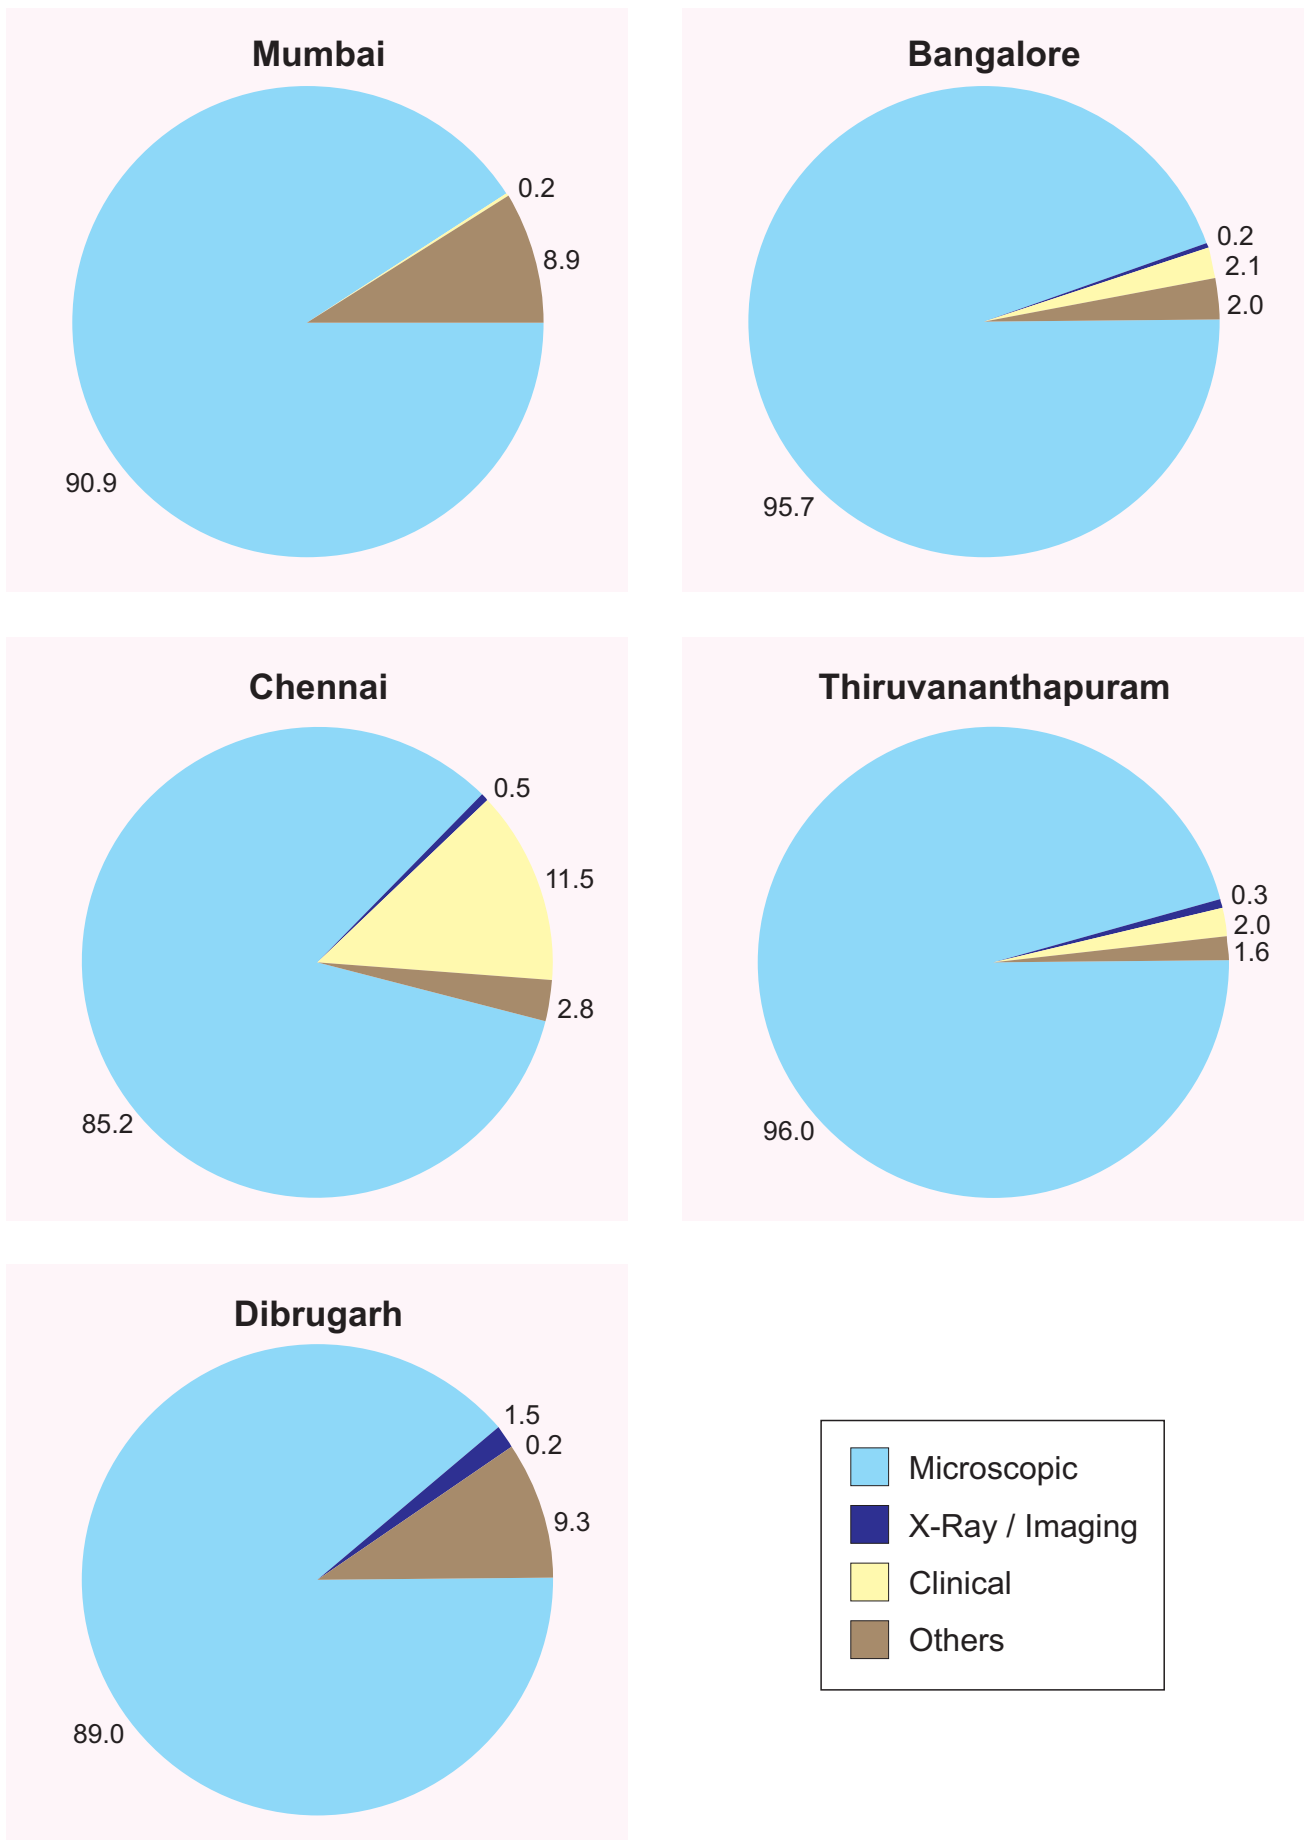 Mumbai
0.2
8.9
90.9
Bangalore
0.2
2.1
2.0
95.7
Chennai
0.5
11.5
2.8
85.2
Thiruvananthapuram
0.3
2.0
1.6
96.0
Dibrugarh
1.5
0.2
9.3
89.0
Microscopic
X-Ray / Imaging
Clinical
Others